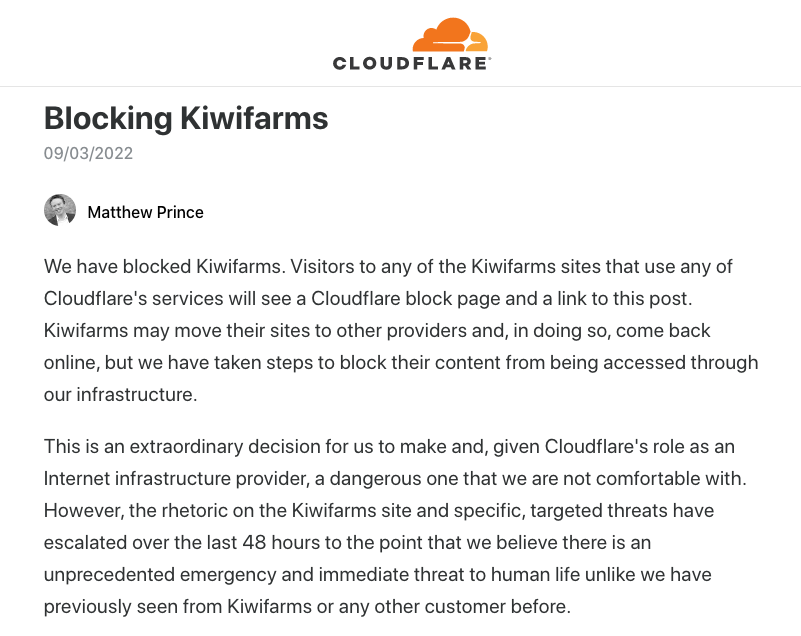 CLOUDFLARE
Blocking Kiwifarms
09/03/2022
Matthew Prince
We have blocked Kiwifarms. Visitors to any of the Kiwifarms sites that use any of
Cloudflare's services will see a Cloudflare block page and a link to this post.
Kiwifarms may move their sites to other providers and, in doing so, come back
online, but we have taken steps to block their content from being accessed through
our infrastructure.
This is an extraordinary decision for us to make and, given Cloudflare's role as an
Internet infrastructure provider, a dangerous one that we are not comfortable with.
However, the rhetoric on the Kiwifarms site and specific, targeted threats have
escalated over the last 48 hours to the point that we believe there is an
unprecedented emergency and immediate threat to human life unlike we have
previously seen from Kiwifarms or any other customer before.